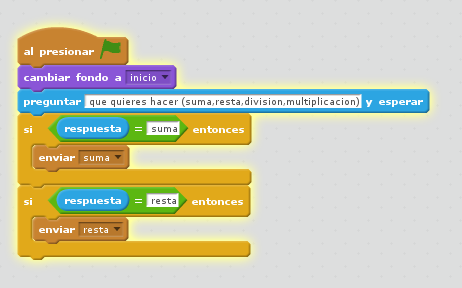 al presionar
cambiar fondo a inicio
preguntar que quieres hacer (suma,resta,division,multiplicacion) y esperar
si respuesta = suma entonces
enviar suma
si respuesta = resta entonces
enviar resta